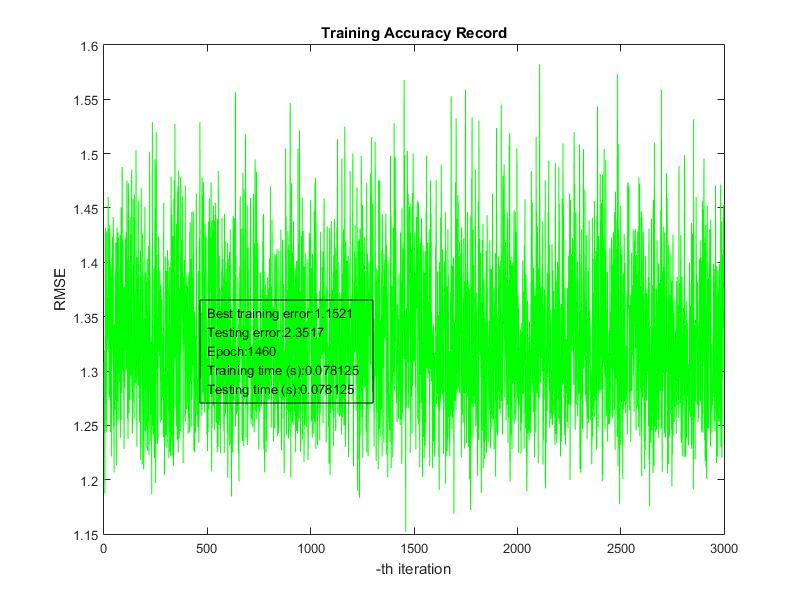 Training Accuracy Record
1.6
1.55
1.5
1.45
1.4
1.35
1.3
1.25
1.2
1.15
RMSE
Best training error:1.1521
Testing error:2.3517
Epoch:1460
Training time (s):0.078125
Testing time (s):0.078125
0 500 1000 1500 2000 2500 3000
-th iteration